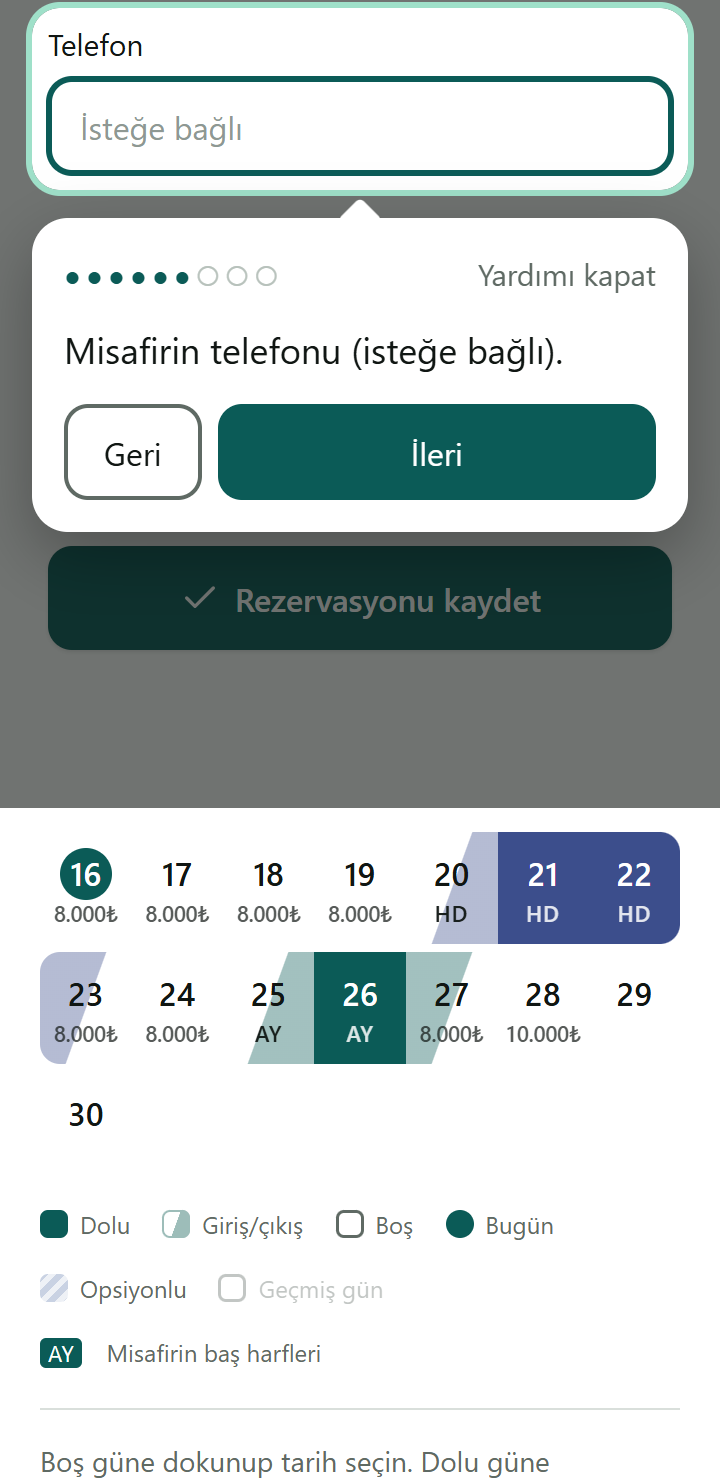 Telefon
İsteğe bağlı
Yardımı kapat
Misafirin telefonu (isteğe bağlı).
Geri İleri
Rezervasyonu kaydet
16 17 18 19 20 21 22
8.000₺ 8.000₺ 8.000₺ 8.000₺ HD HD HD
23 24 25 26 27 28 29
8.000₺ 8.000₺ AY AY 8.000₺ 10.000₺
30
Dolu Giriş/çıkış Boş Bugün
Opsiyonlu Geçmiş gün
AY Misafirin baş harfleri
Boş güne dokunup tarih seçin. Dolu güne